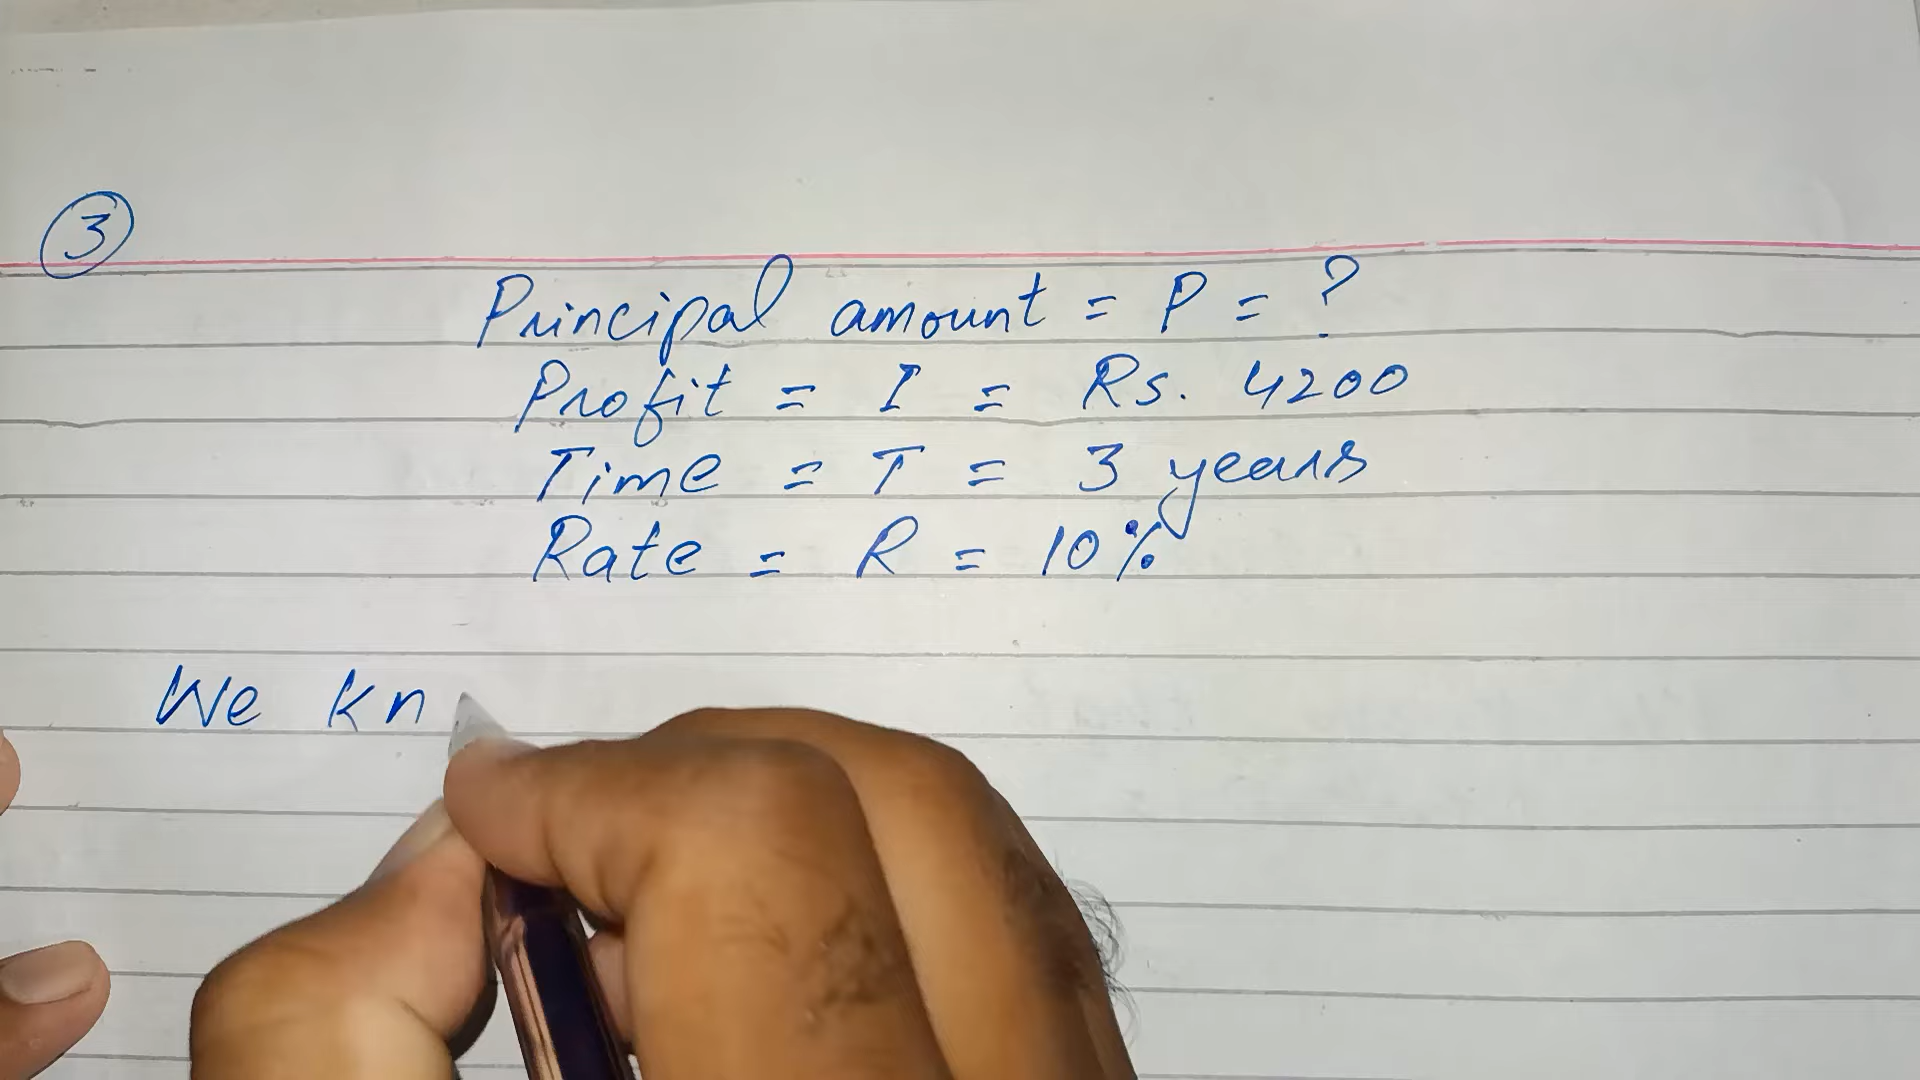 3
Principal amount = P = ?
Profit = I = Rs. 4200
Time = T = 3 years
Rate = R = 10%
We kn